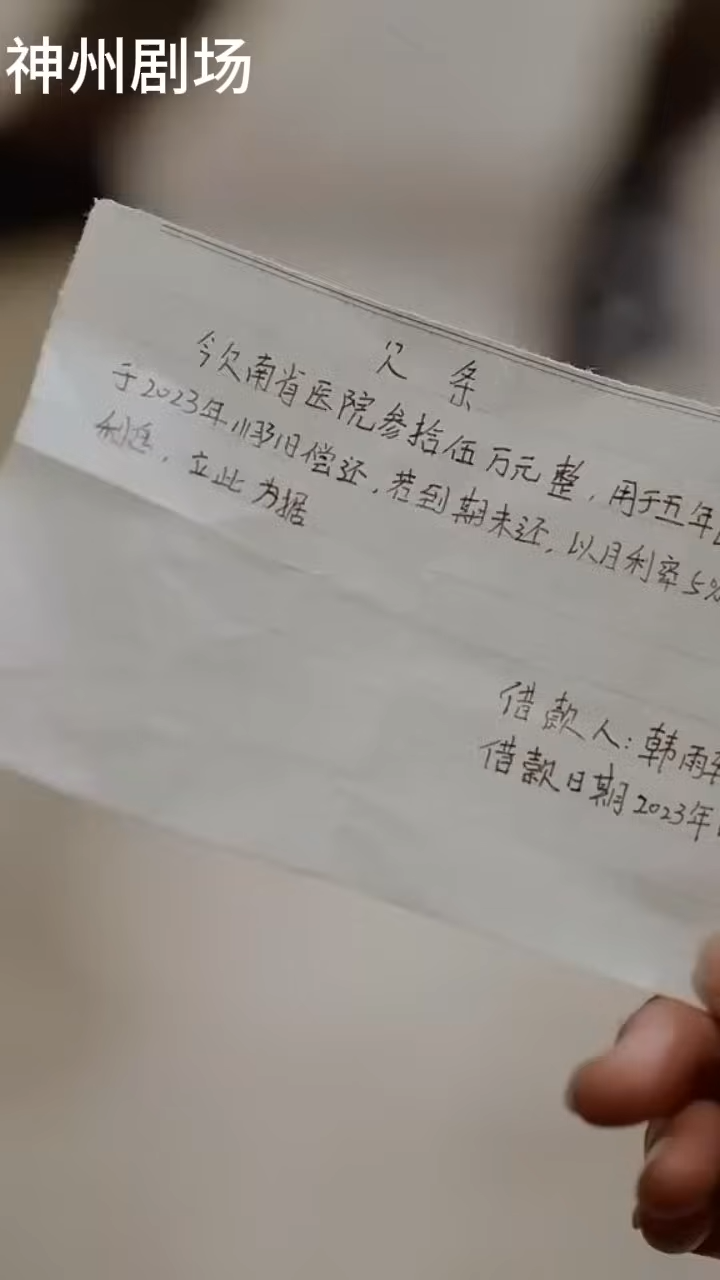 神州剧场
欠条
今欠南省医院参拾伍万元整，用于五年
于2023年11月31日偿还，若到期未还，以月利率5%
利息，立此为据
借款人：韩雨
借款日期2023年